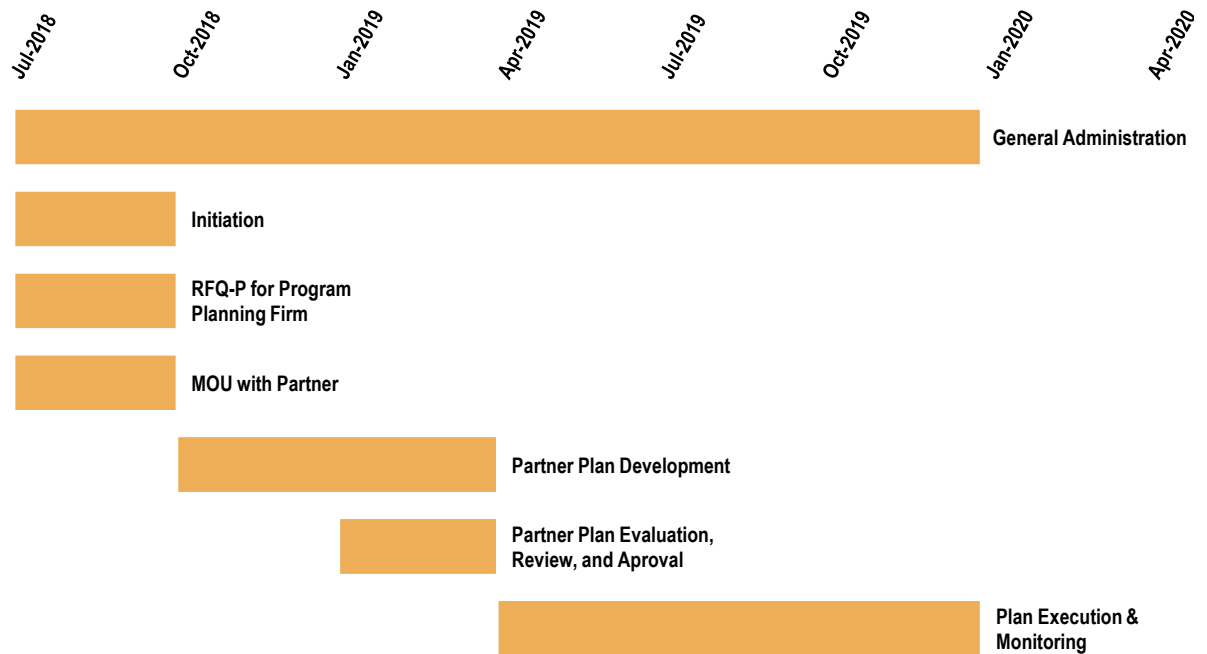 Jul-2018
Oct-2018
Jan-2019
Apr-2019
Jul-2019
Oct-2019
Jan-2020
Apr-2020
General Administration
Initiation
RFQ-P for Program
Planning Firm
MOU with Partner
Partner Plan Development
Partner Plan Evaluation,
Review, and Aproval
Plan Execution &
Monitoring